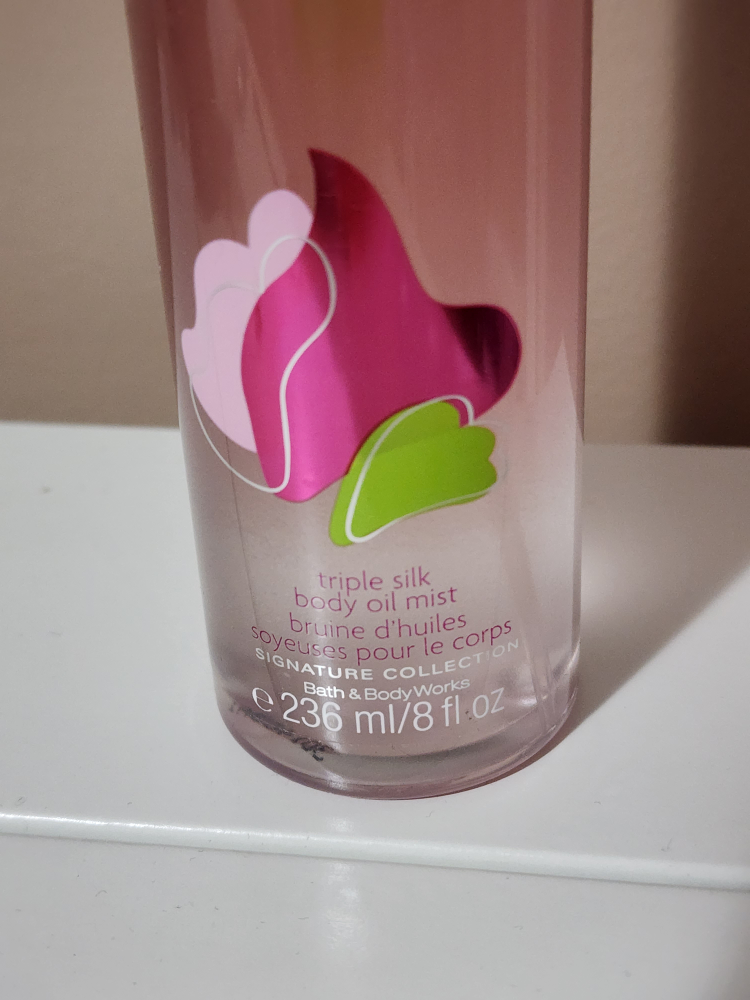 triple silk
body oil mist
bruine d'huiles
soyeuses pour le corps
SIGNATURE COLLECTION
Bath & Body Works
℮ 236 ml/8 fl oz